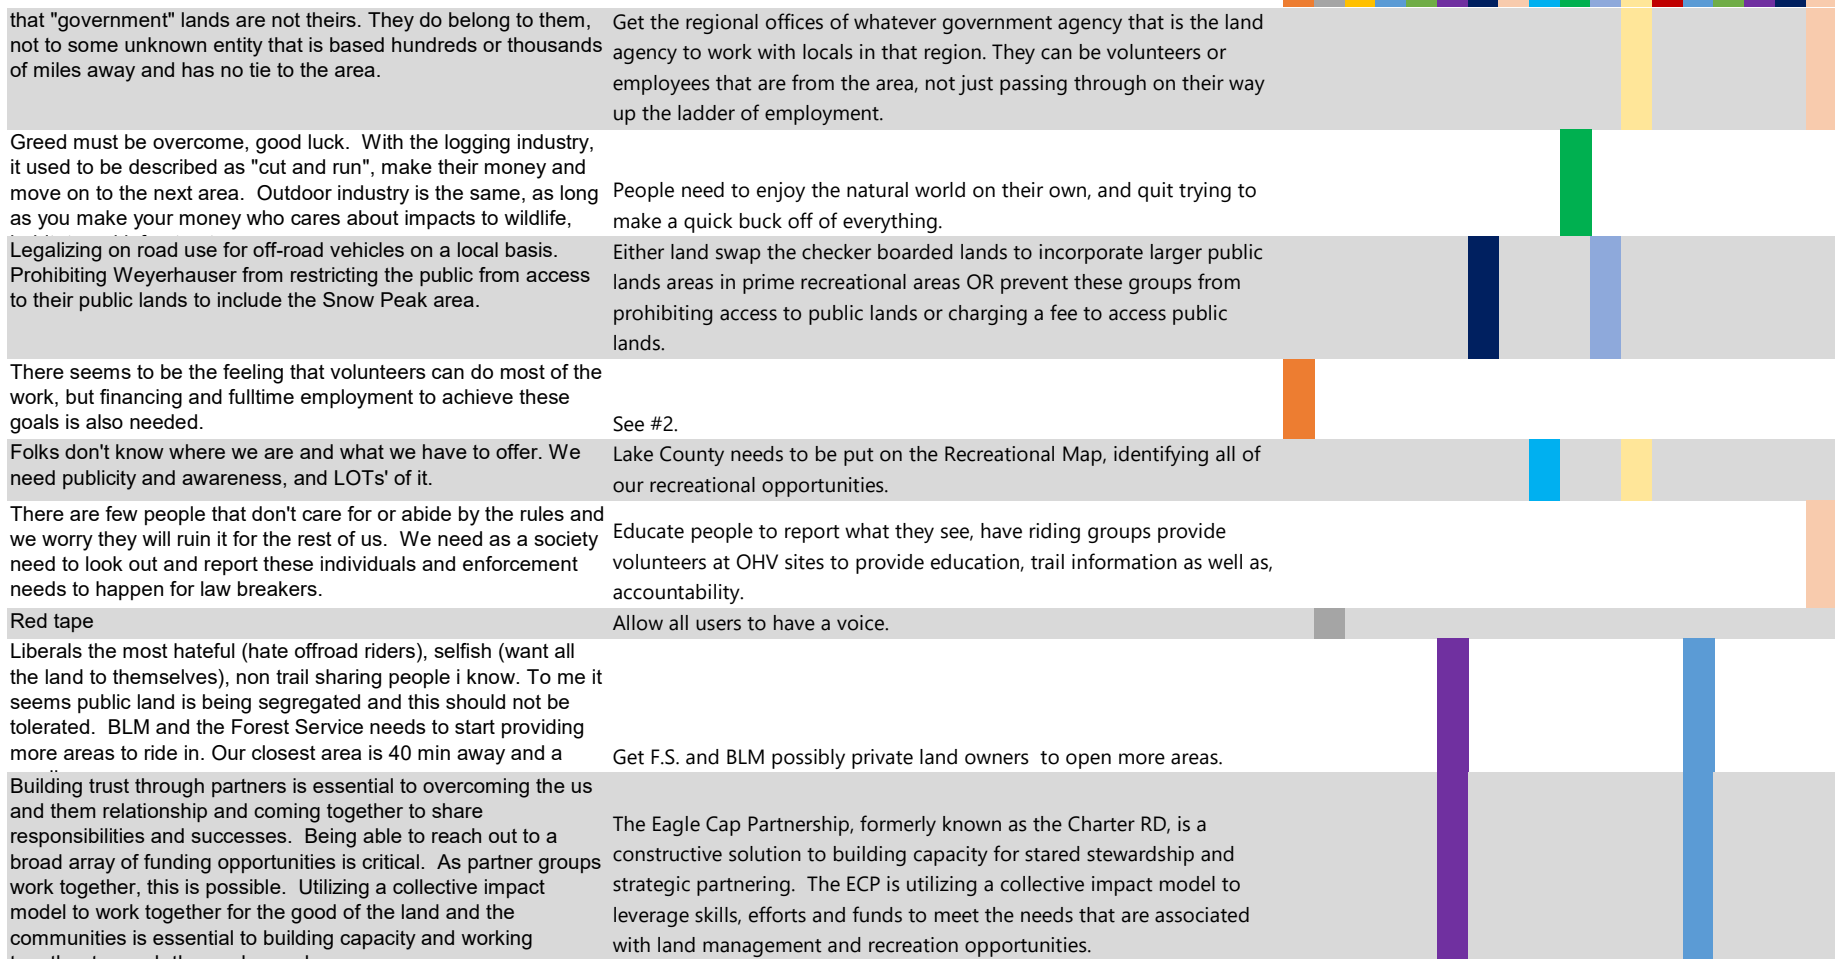 that "government" lands are not theirs. They do belong to them,
not to some unknown entity that is based hundreds or thousands
of miles away and has no tie to the area.
Get the regional offices of whatever government agency that is the land
agency to work with locals in that region. They can be volunteers or
employees that are from the area, not just passing through on their way
up the ladder of employment.
Greed must be overcome, good luck.  With the logging industry,
it used to be described as "cut and run", make their money and
move on to the next area.  Outdoor industry is the same, as long
as you make your money who cares about impacts to wildlife,
People need to enjoy the natural world on their own, and quit trying to
make a quick buck off of everything.
Legalizing on road use for off-road vehicles on a local basis.
Prohibiting Weyerhauser from restricting the public from access
to their public lands to include the Snow Peak area.
Either land swap the checker boarded lands to incorporate larger public
lands areas in prime recreational areas OR prevent these groups from
prohibiting access to public lands or charging a fee to access public
lands.
There seems to be the feeling that volunteers can do most of the
work, but financing and fulltime employment to achieve these
goals is also needed.
See #2.
Folks don't know where we are and what we have to offer. We
need publicity and awareness, and LOTs' of it.
Lake County needs to be put on the Recreational Map, identifying all of
our recreational opportunities.
There are few people that don't care for or abide by the rules and
we worry they will ruin it for the rest of us.  We need as a society
need to look out and report these individuals and enforcement
needs to happen for law breakers.
Educate people to report what they see, have riding groups provide
volunteers at OHV sites to provide education, trail information as well as,
accountability.
Red tape
Allow all users to have a voice.
Liberals the most hateful (hate offroad riders), selfish (want all
the land to themselves), non trail sharing people i know. To me it
seems public land is being segregated and this should not be
tolerated.  BLM and the Forest Service needs to start providing
more areas to ride in. Our closest area is 40 min away and a
Get F.S. and BLM possibly private land owners  to open more areas.
Building trust through partners is essential to overcoming the us
and them relationship and coming together to share
responsibilities and successes.  Being able to reach out to a
broad array of funding opportunities is critical.  As partner groups
work together, this is possible.  Utilizing a collective impact
model to work together for the good of the land and the
communities is essential to building capacity and working
The Eagle Cap Partnership, formerly known as the Charter RD, is a
constructive solution to building capacity for stared stewardship and
strategic partnering.  The ECP is utilizing a collective impact model to
leverage skills, efforts and funds to meet the needs that are associated
with land management and recreation opportunities.